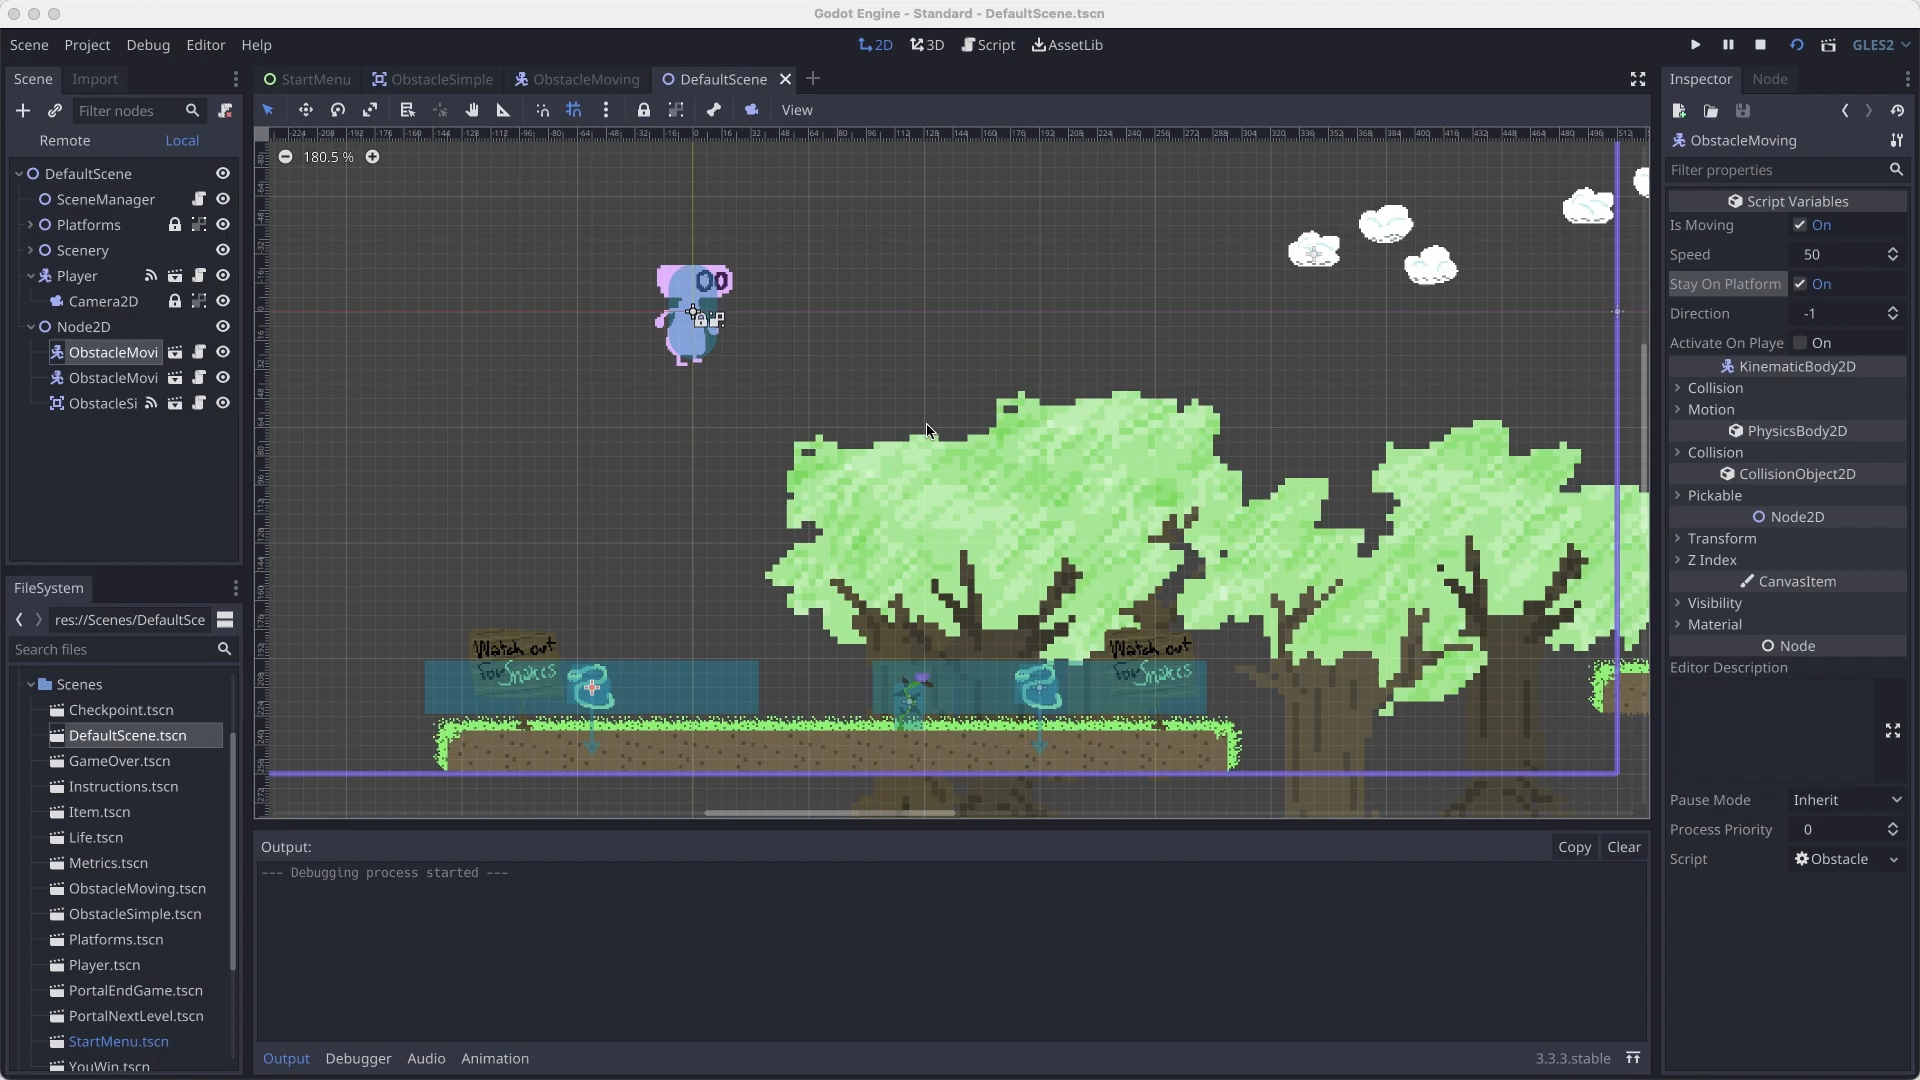 Godot Engine - Standard - DefaultScene.tscn
Scene Project Debug Editor Help
2D 3D Script AssetLib
GLES2
Scene Import
StartMenu ObstacleSimple ObstacleMoving DefaultScene
Inspector Node
Filter nodes
View
Remote Local
180.5 %
DefaultScene
SceneManager
Platforms
Scenery
Player
Camera2D
Node2D
ObstacleMovi
ObstacleMovi
ObstacleSi
FileSystem
res://Scenes/DefaultSce
Search files
Scenes
Checkpoint.tscn
DefaultScene.tscn
GameOver.tscn
Instructions.tscn
Item.tscn
Life.tscn
Metrics.tscn
ObstacleMoving.tscn
ObstacleSimple.tscn
Platforms.tscn
Player.tscn
PortalEndGame.tscn
PortalNextLevel.tscn
StartMenu.tscn
YouWin.tscn
Watch out
for Snakes
Watch out
for Snakes
Output:
Copy Clear
--- Debugging process started ---
Output Debugger Audio Animation
3.3.3.stable
ObstacleMoving
Filter properties
Script Variables
Is Moving On
Speed 50
Stay On Platform On
Direction -1
Activate On Playe On
KinematicBody2D
Collision
Motion
PhysicsBody2D
Collision
CollisionObject2D
Pickable
Node2D
Transform
Z Index
CanvasItem
Visibility
Material
Node
Editor Description
Pause Mode Inherit
Process Priority 0
Script Obstacle